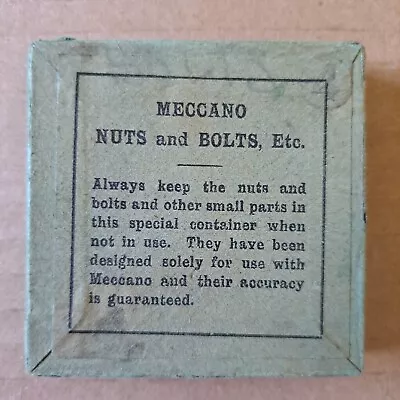 MECCANO
NUTS and BOLTS, Etc.
Always keep the nuts and
bolts and other small parts in
this special container when
not in use. They have been
designed solely for use with
Meccano and their accuracy
is guaranteed.